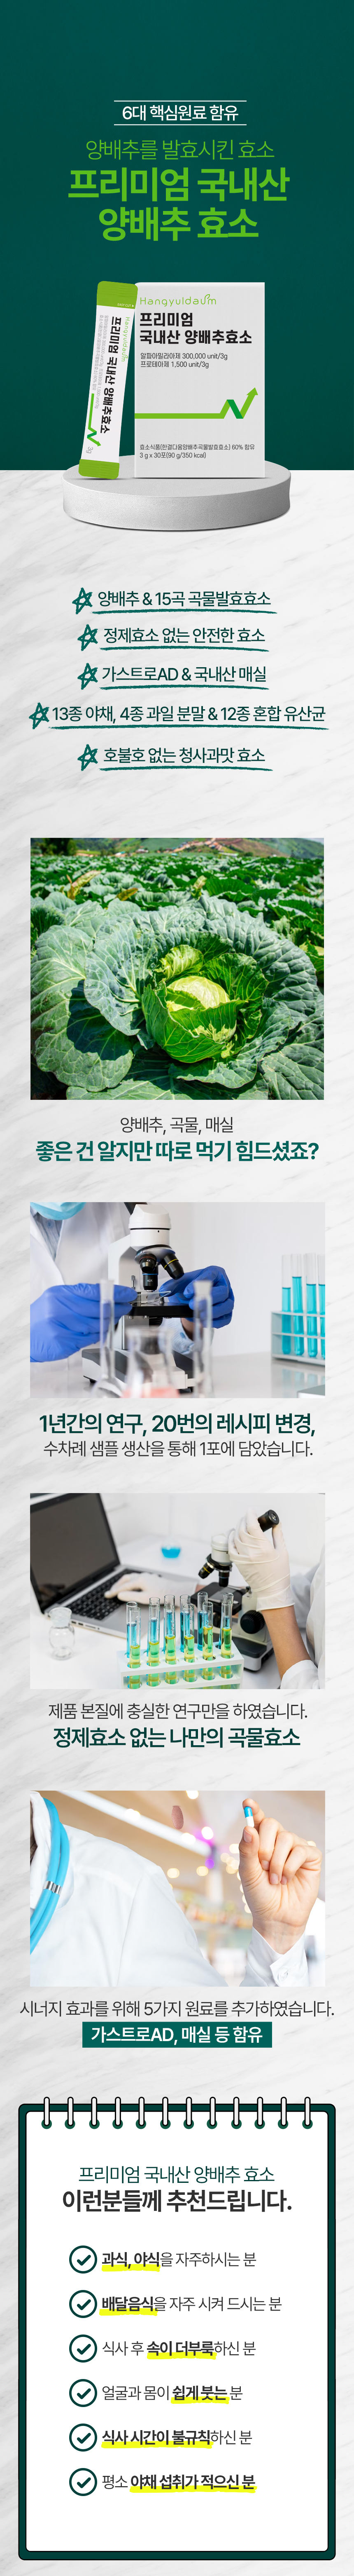 6대 핵심원료 함유
양배추를 발효시킨 효소
프리미엄 국내산
양배추 효소
Hangyuldaum
프리미엄
국내산 양배추효소
알파아밀라아제 300,000 unit/3g
프로테아제 1,500 unit/3g
효소식품(한결다움양배추곡물발효효소) 60% 함유
3 g x 30포(90 g/350 kcal)
Hangyuldaum
프리미엄 국내산 양배추효소
3g
양배추 & 15곡 곡물발효효소
정제효소 없는 안전한 효소
가스트로AD & 국내산 매실
13종 야채, 4종 과일 분말 & 12종 혼합 유산균
호불호 없는 청사과맛 효소
양배추, 곡물, 매실
좋은 건 알지만 따로 먹기 힘드셨죠?
1년간의 연구, 20번의 레시피 변경,
수차례 샘플 생산을 통해 1포에 담았습니다.
제품 본질에 충실한 연구만을 하였습니다.
정제효소 없는 나만의 곡물효소
시너지 효과를 위해 5가지 원료를 추가하였습니다.
가스트로AD, 매실 등 함유
프리미엄 국내산 양배추 효소
이런분들께 추천드립니다.
과식, 야식을 자주하시는 분
배달음식을 자주 시켜 드시는 분
식사 후 속이 더부룩하신 분
얼굴과 몸이 쉽게 붓는 분
식사 시간이 불규칙하신 분
평소 야채 섭취가 적으신 분